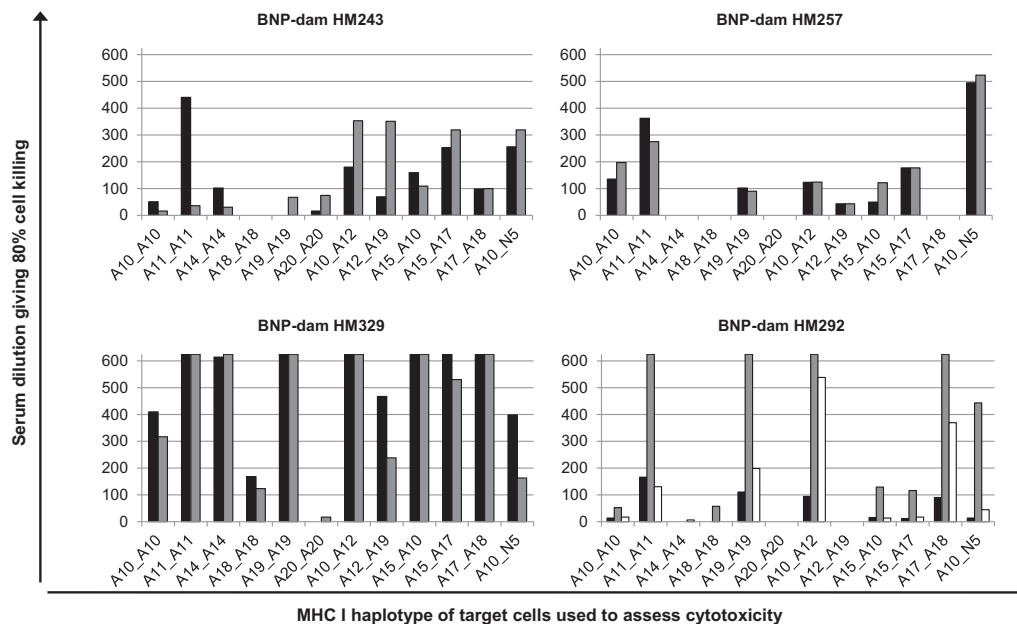 Serum dilution giving 80% cell killing
BNP-dam HM243
600
500
400
300
200
100
0
A10_A10
A11_A11
A14_A14
A18_A18
A19_A19
A20_A20
A10_A12
A12_A19
A15_A10
A15_A17
A17_A18
A10_N5
BNP-dam HM257
600
500
400
300
200
100
0
A10_A10
A11_A11
A14_A14
A18_A18
A19_A19
A20_A20
A10_A12
A12_A19
A15_A10
A15_A17
A17_A18
A10_N5
BNP-dam HM329
600
500
400
300
200
100
0
A10_A10
A11_A11
A14_A14
A18_A18
A19_A19
A20_A20
A10_A12
A12_A19
A15_A10
A15_A17
A17_A18
A10_N5
BNP-dam HM292
600
500
400
300
200
100
0
A10_A10
A11_A11
A14_A14
A18_A18
A19_A19
A20_A20
A10_A12
A12_A19
A15_A10
A15_A17
A17_A18
A10_N5
MHC I haplotype of target cells used to assess cytotoxicity